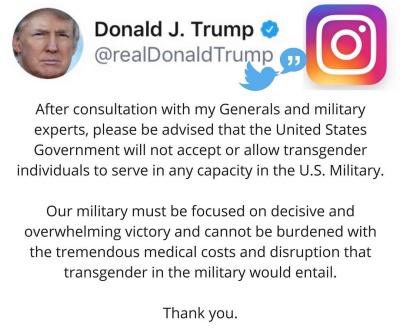 Donald J. Trump
@realDonaldTrump
After consultation with my Generals and military
experts, please be advised that the United States
Government will not accept or allow transgender
individuals to serve in any capacity in the U.S. Military.
Our military must be focused on decisive and
overwhelming victory and cannot be burdened with
the tremendous medical costs and disruption that
transgender in the military would entail.
Thank you.